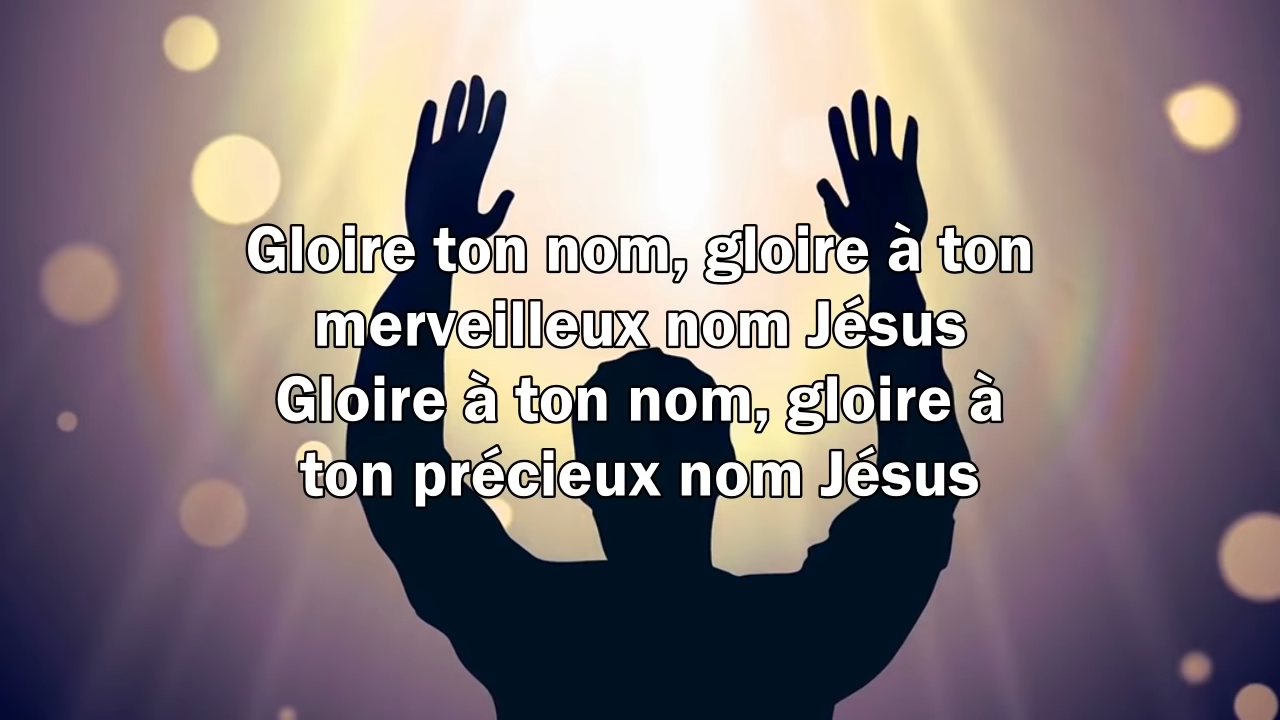 Gloire ton nom, gloire à ton
merveilleux nom Jésus
Gloire à ton nom, gloire à
ton précieux nom Jésus